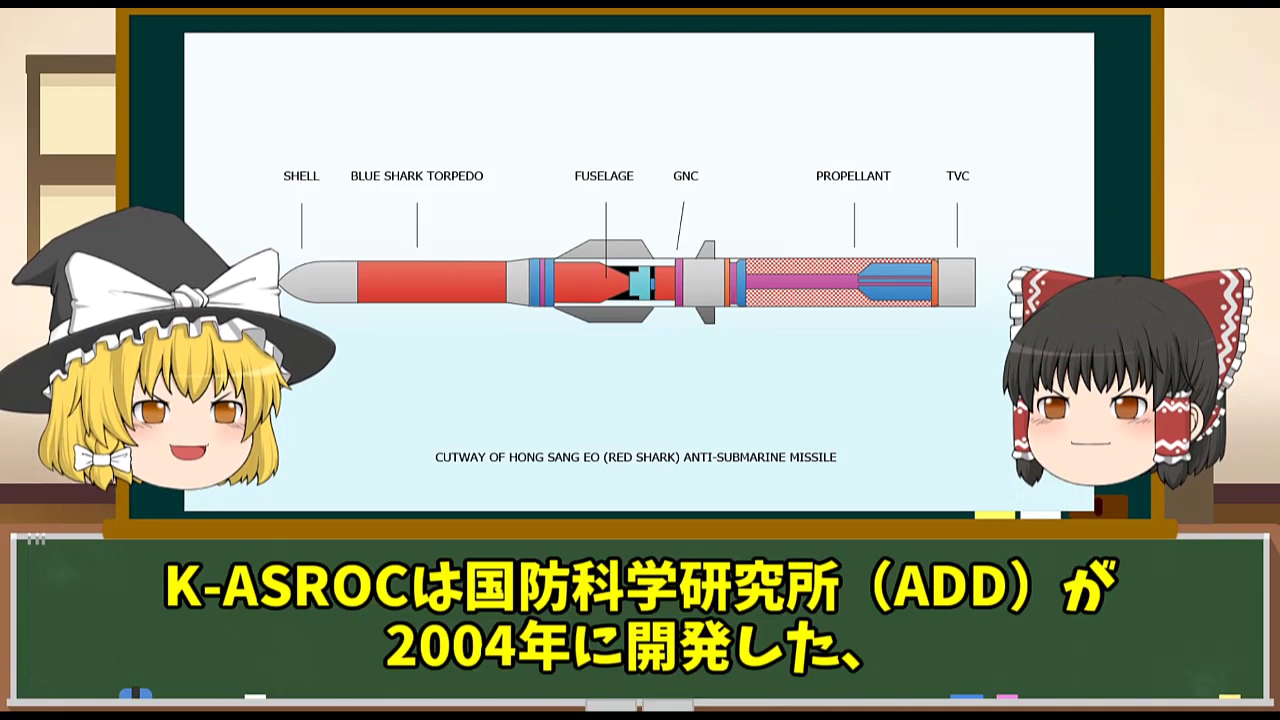 SHELL BLUE SHARK TORPEDO FUSELAGE GNC PROPELLANT TVC
CUTWAY OF HONG SANG EO (RED SHARK) ANTI-SUBMARINE MISSILE
K-ASROCは国防科学研究所（ADD）が
2004年に開発した、